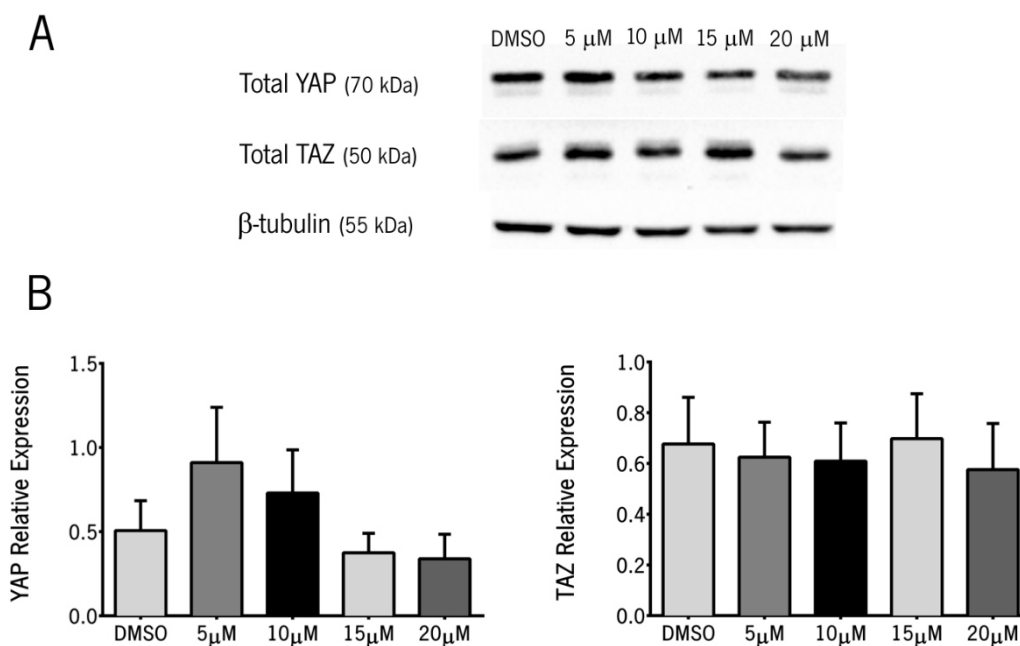 A
DMSO 5 μM 10 μM 15 μM 20 μM
Total YAP (70 kDa)
Total TAZ (50 kDa)
β-tubulin (55 kDa)
B
YAP Relative Expression
1.5
1.0
0.5
0.0
DMSO 5μM 10μM 15μM 20μM
TAZ Relative Expression
1.0
0.8
0.6
0.4
0.2
0.0
DMSO 5μM 10μM 15μM 20μM